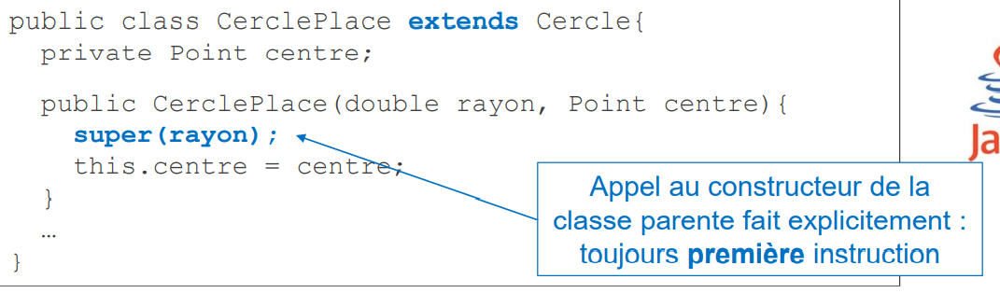 public class CerclePlace extends Cercle{
private Point centre;
public CerclePlace(double rayon, Point centre){
super(rayon);
this.centre = centre;
}
…
}
Appel au constructeur de la
classe parente fait explicitement :
toujours première instruction
Ja